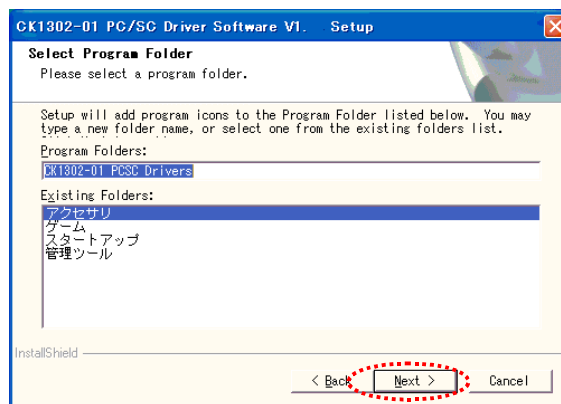 CK1302-01 PC/SC Driver Software V1. Setup
Select Program Folder
Please select a program folder.
Setup will add program icons to the Program Folder listed below. You may
type a new folder name, or select one from the existing folders list.
Program Folders:
CK1302-01 PCSC Drivers
Existing Folders:
アクセサリ
ゲーム
スタートアップ
管理ツール
InstallShield
< Back
Next >
Cancel